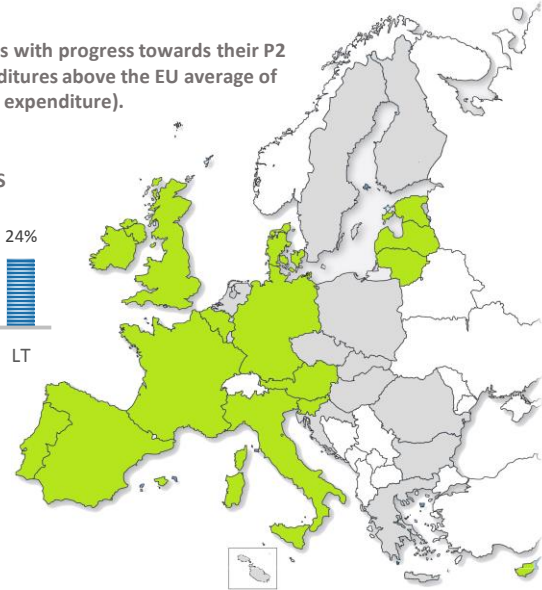 s with progress towards their P2
ditures above the EU average of
expenditure).
S
24%
LT